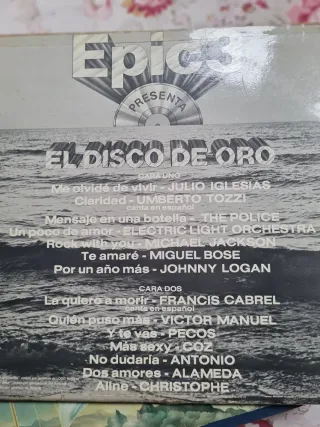 Epic3
PRESENTA
EL DISCO DE ORO
CARA UNO
Me olvidé de vivir - JULIO IGLESIAS
Claridad - UMBERTO TOZZI
canta en español
Mensaje en una botella - THE POLICE
Un poco de amor - ELECTRIC LIGHT ORCHESTRA
Rock with you - MICHAEL JACKSON
Te amaré - MIGUEL BOSE
Por un año más - JOHNNY LOGAN
CARA DOS
La quiero a morir - FRANCIS CABREL
canta en español
Quién puso más - VICTOR MANUEL
Y te vas - PECOS
Más sexy - COZ
No dudaría - ANTONIO
Dos amores - ALAMEDA
Aline - CHRISTOPHE